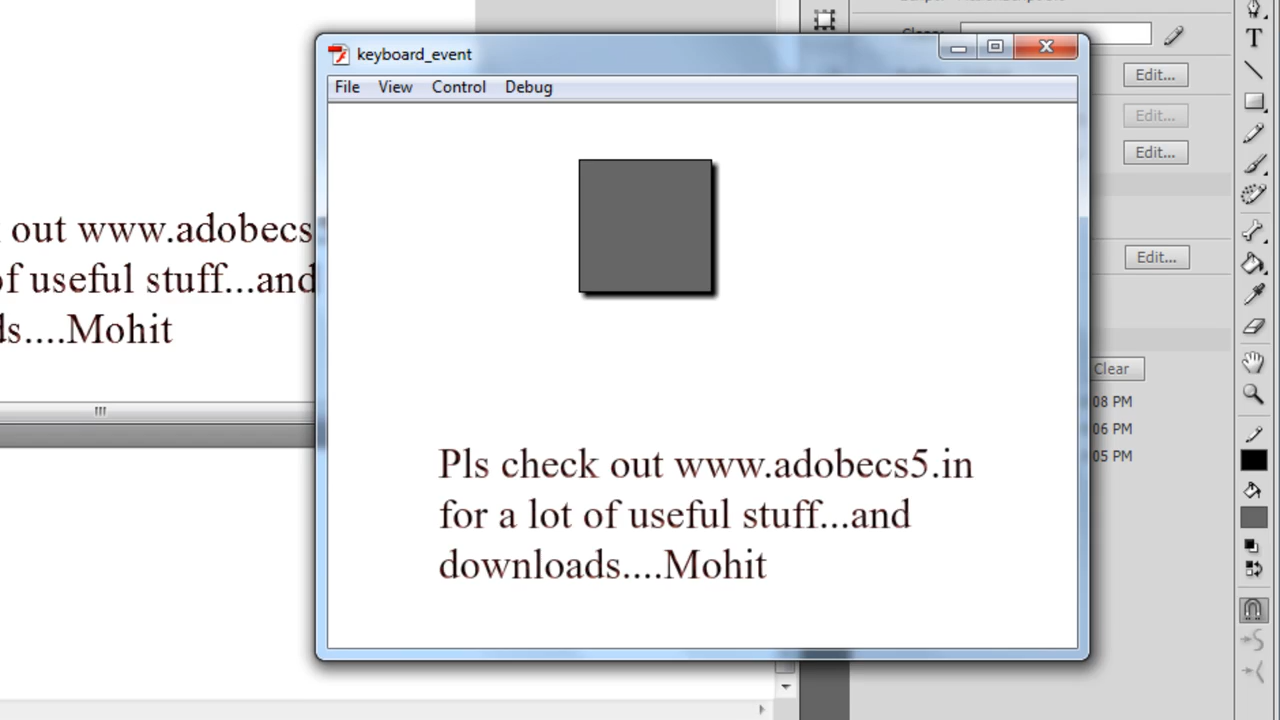 keyboard_event
File View Control Debug
Edit...
Edit...
Edit...
out www.adobecs
of useful stuff...and
ds....Mohit
Edit...
Clear
08 PM
06 PM
05 PM
Pls check out www.adobecs5.in
for a lot of useful stuff...and
downloads....Mohit